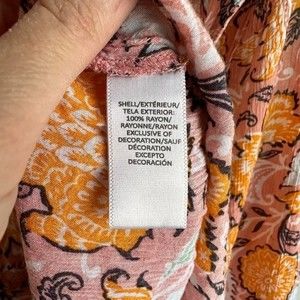 SHELL/EXTÉRIEUR/
TELA EXTERIOR:
100% RAYON/
RAYONNE/RAYON
EXCLUSIVE OF
DECORATION/SAUF
DÉCORATION
EXCEPTO
DECORACIÓN